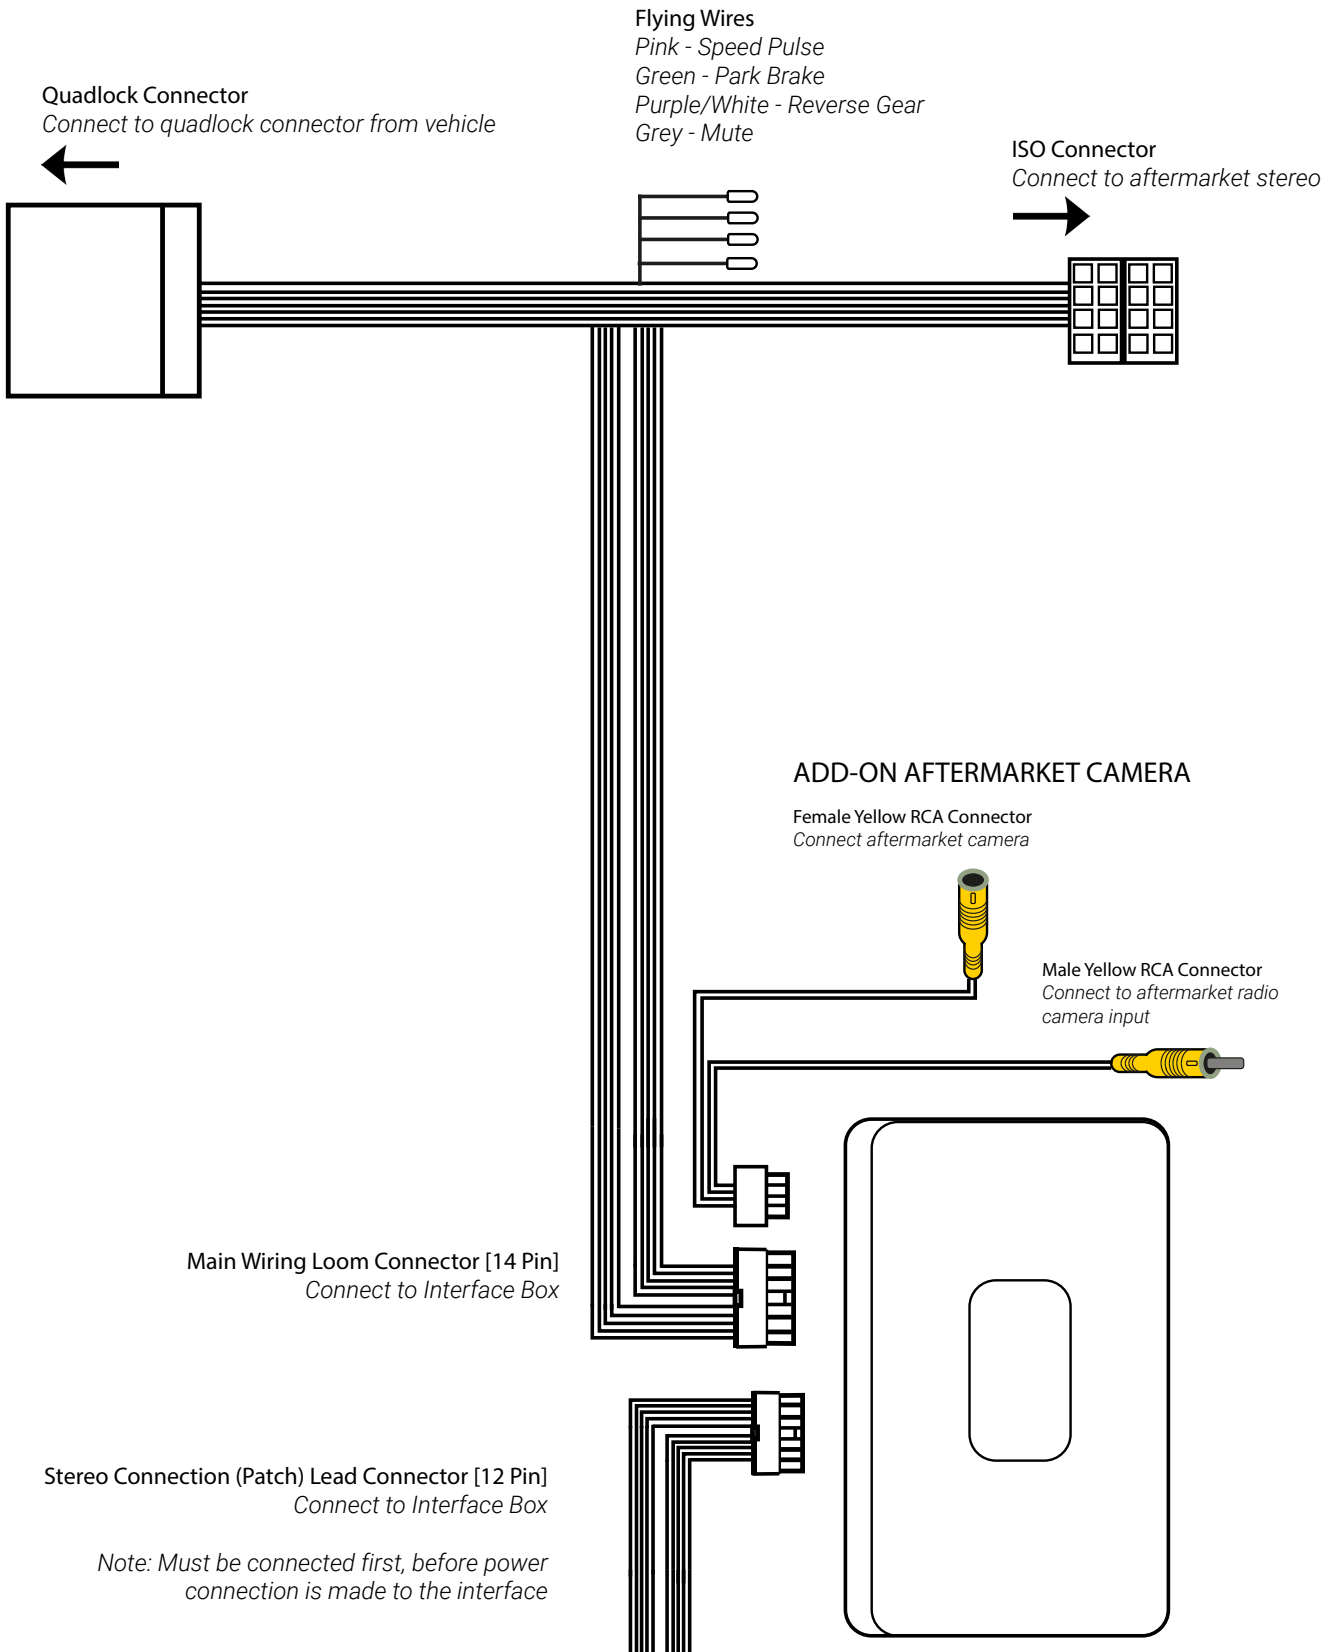 Flying Wires
Pink - Speed Pulse
Green - Park Brake
Purple/White - Reverse Gear
Grey - Mute
Quadlock Connector
Connect to quadlock connector from vehicle
ISO Connector
Connect to aftermarket stereo
ADD-ON AFTERMARKET CAMERA
Female Yellow RCA Connector
Connect aftermarket camera
Male Yellow RCA Connector
Connect to aftermarket radio
camera input
Main Wiring Loom Connector [14 Pin]
Connect to Interface Box
Stereo Connection (Patch) Lead Connector [12 Pin]
Connect to Interface Box
Note: Must be connected first, before power
connection is made to the interface